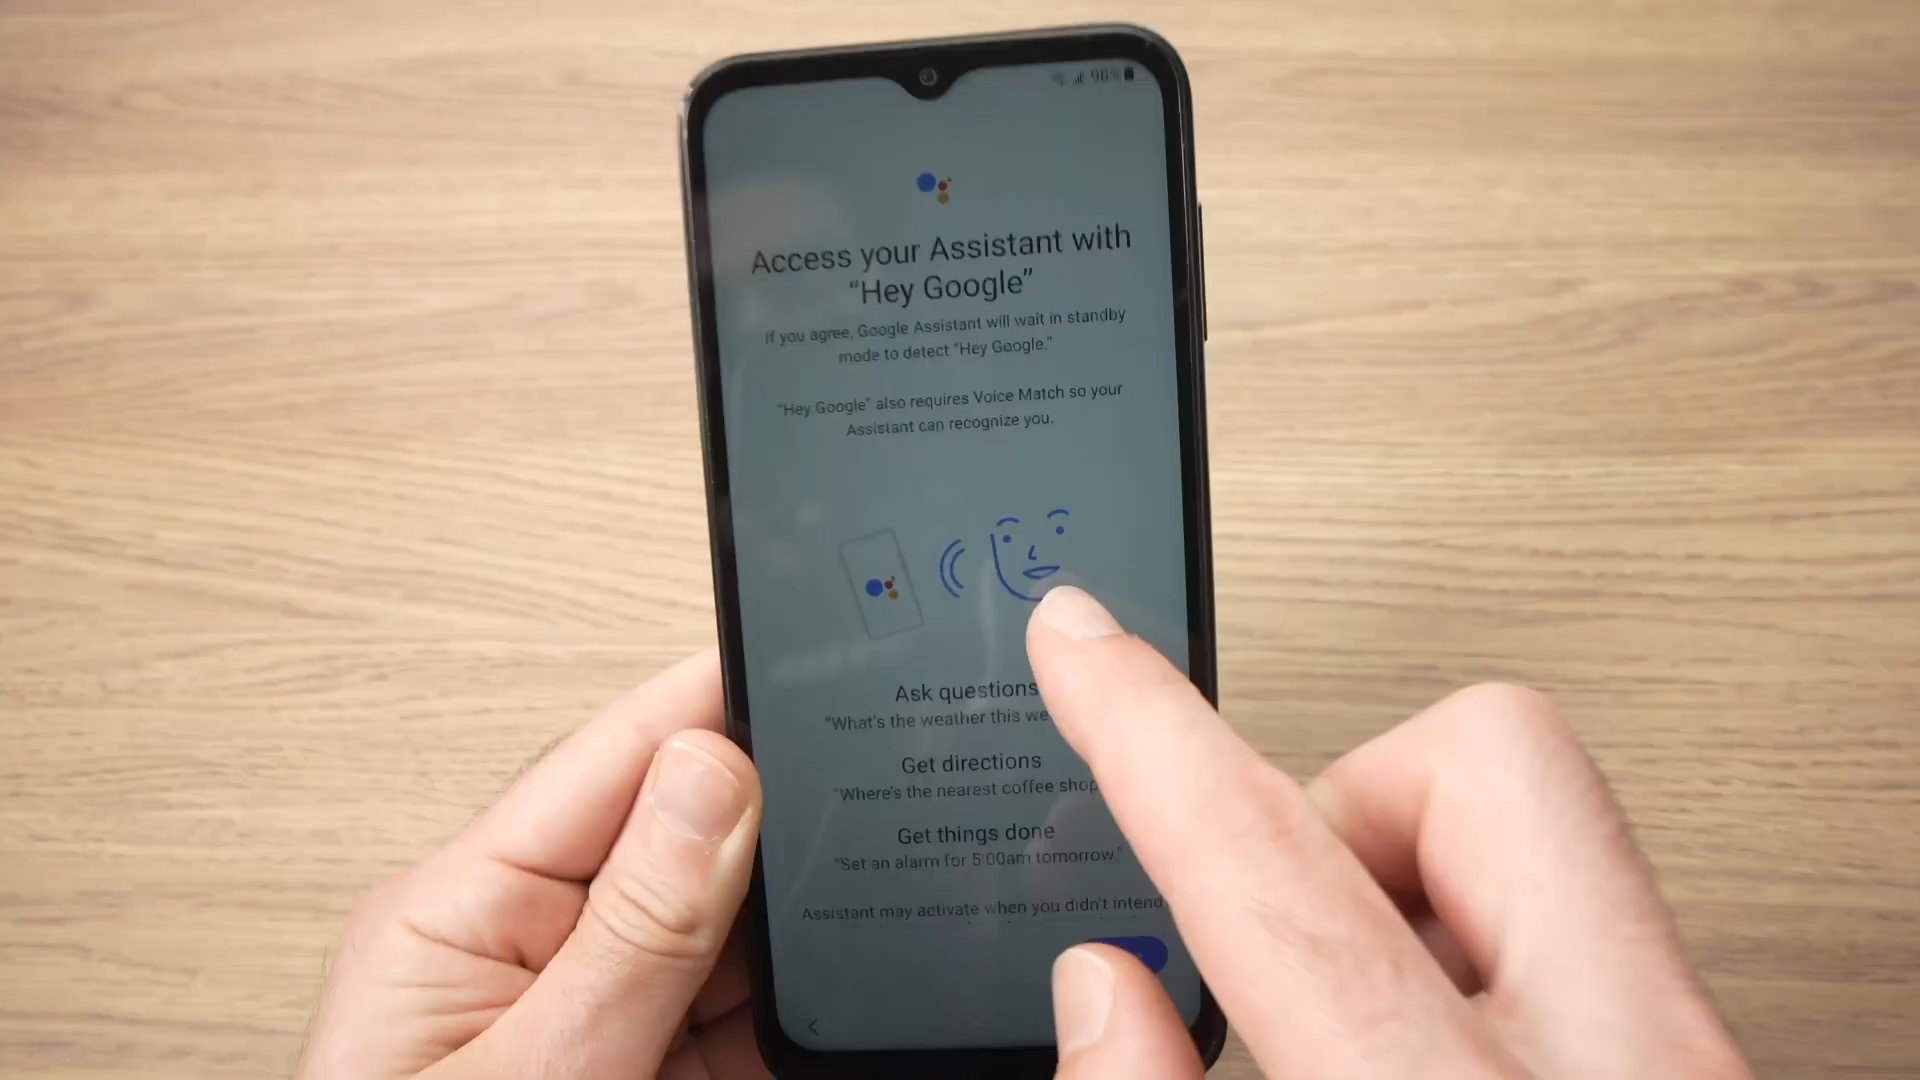 98%
Access your Assistant with
“Hey Google”
If you agree, Google Assistant will wait in standby
mode to detect “Hey Google.”
“Hey Google” also requires Voice Match so your
Assistant can recognize you.
Ask questions
“What's the weather this we
Get directions
“Where's the nearest coffee shop
Get things done
“Set an alarm for 5:00am tomorrow.”
Assistant may activate when you didn't intend